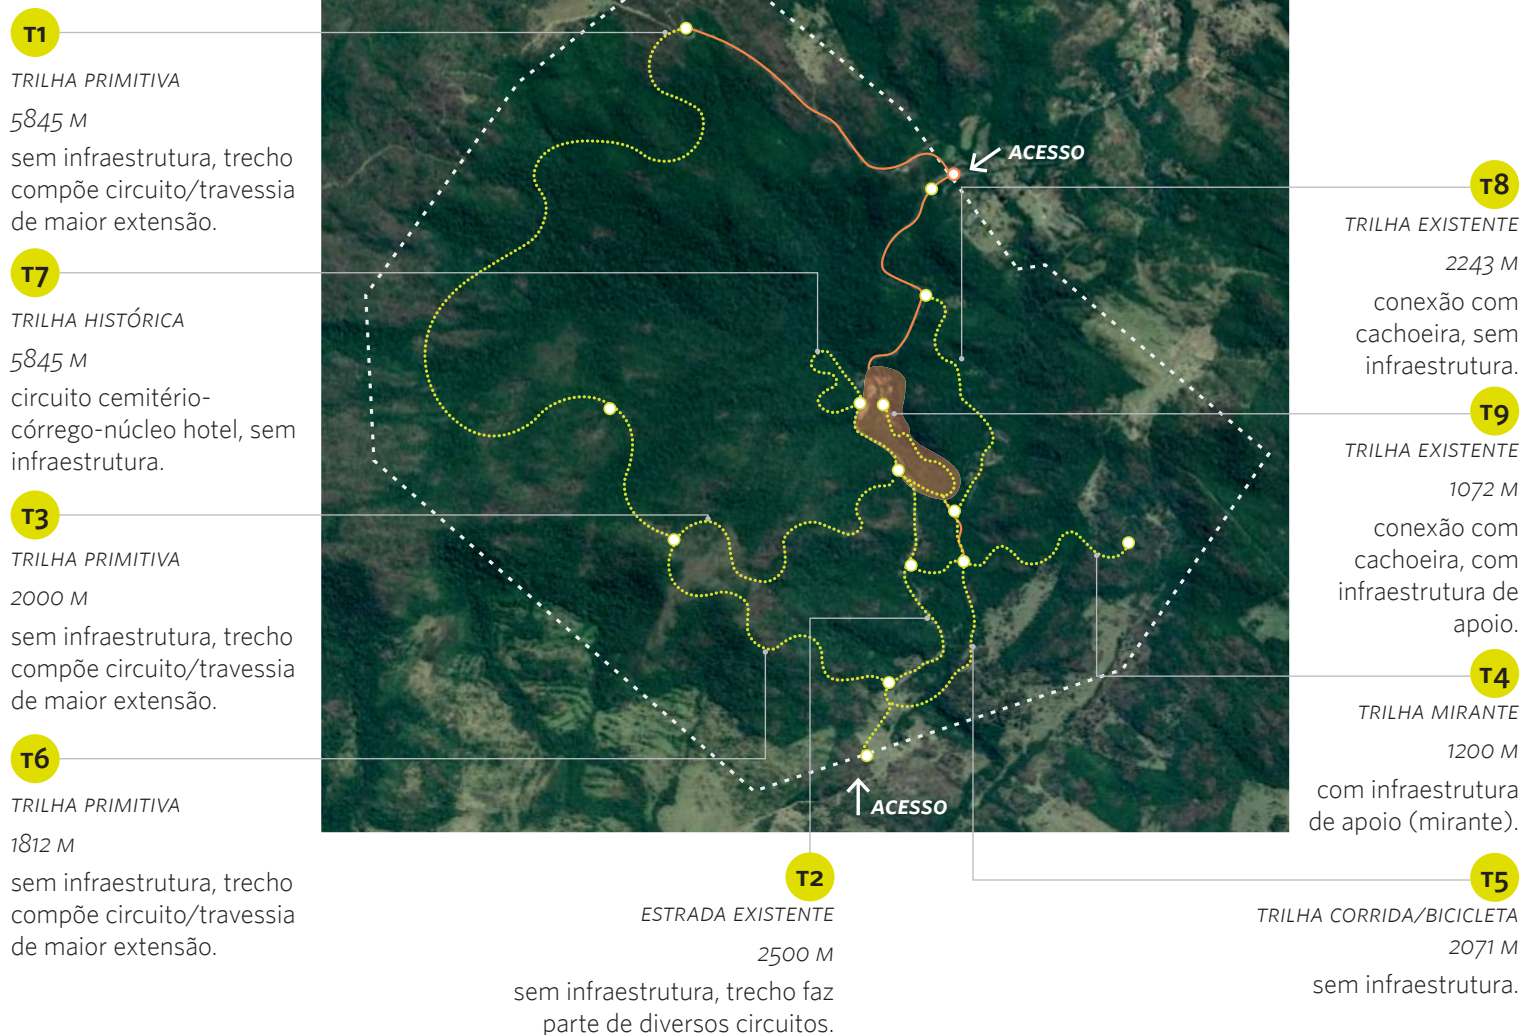 T1
TRILHA PRIMITIVA
5845 M
sem infraestrutura, trecho
compõe circuito/travessia
de maior extensão.
T7
TRILHA HISTÓRICA
5845 M
circuito cemitério-
córrego-núcleo hotel, sem
infraestrutura.
T3
TRILHA PRIMITIVA
2000 M
sem infraestrutura, trecho
compõe circuito/travessia
de maior extensão.
T6
TRILHA PRIMITIVA
1812 M
sem infraestrutura, trecho
compõe circuito/travessia
de maior extensão.
ACESSO
ACESSO
T2
ESTRADA EXISTENTE
2500 M
sem infraestrutura, trecho faz
parte de diversos circuitos.
T8
TRILHA EXISTENTE
2243 M
conexão com
cachoeira, sem
infraestrutura.
T9
TRILHA EXISTENTE
1072 M
conexão com
cachoeira, com
infraestrutura de
apoio.
T4
TRILHA MIRANTE
1200 M
com infraestrutura
de apoio (mirante).
T5
TRILHA CORRIDA/BICICLETA
2071 M
sem infraestrutura.